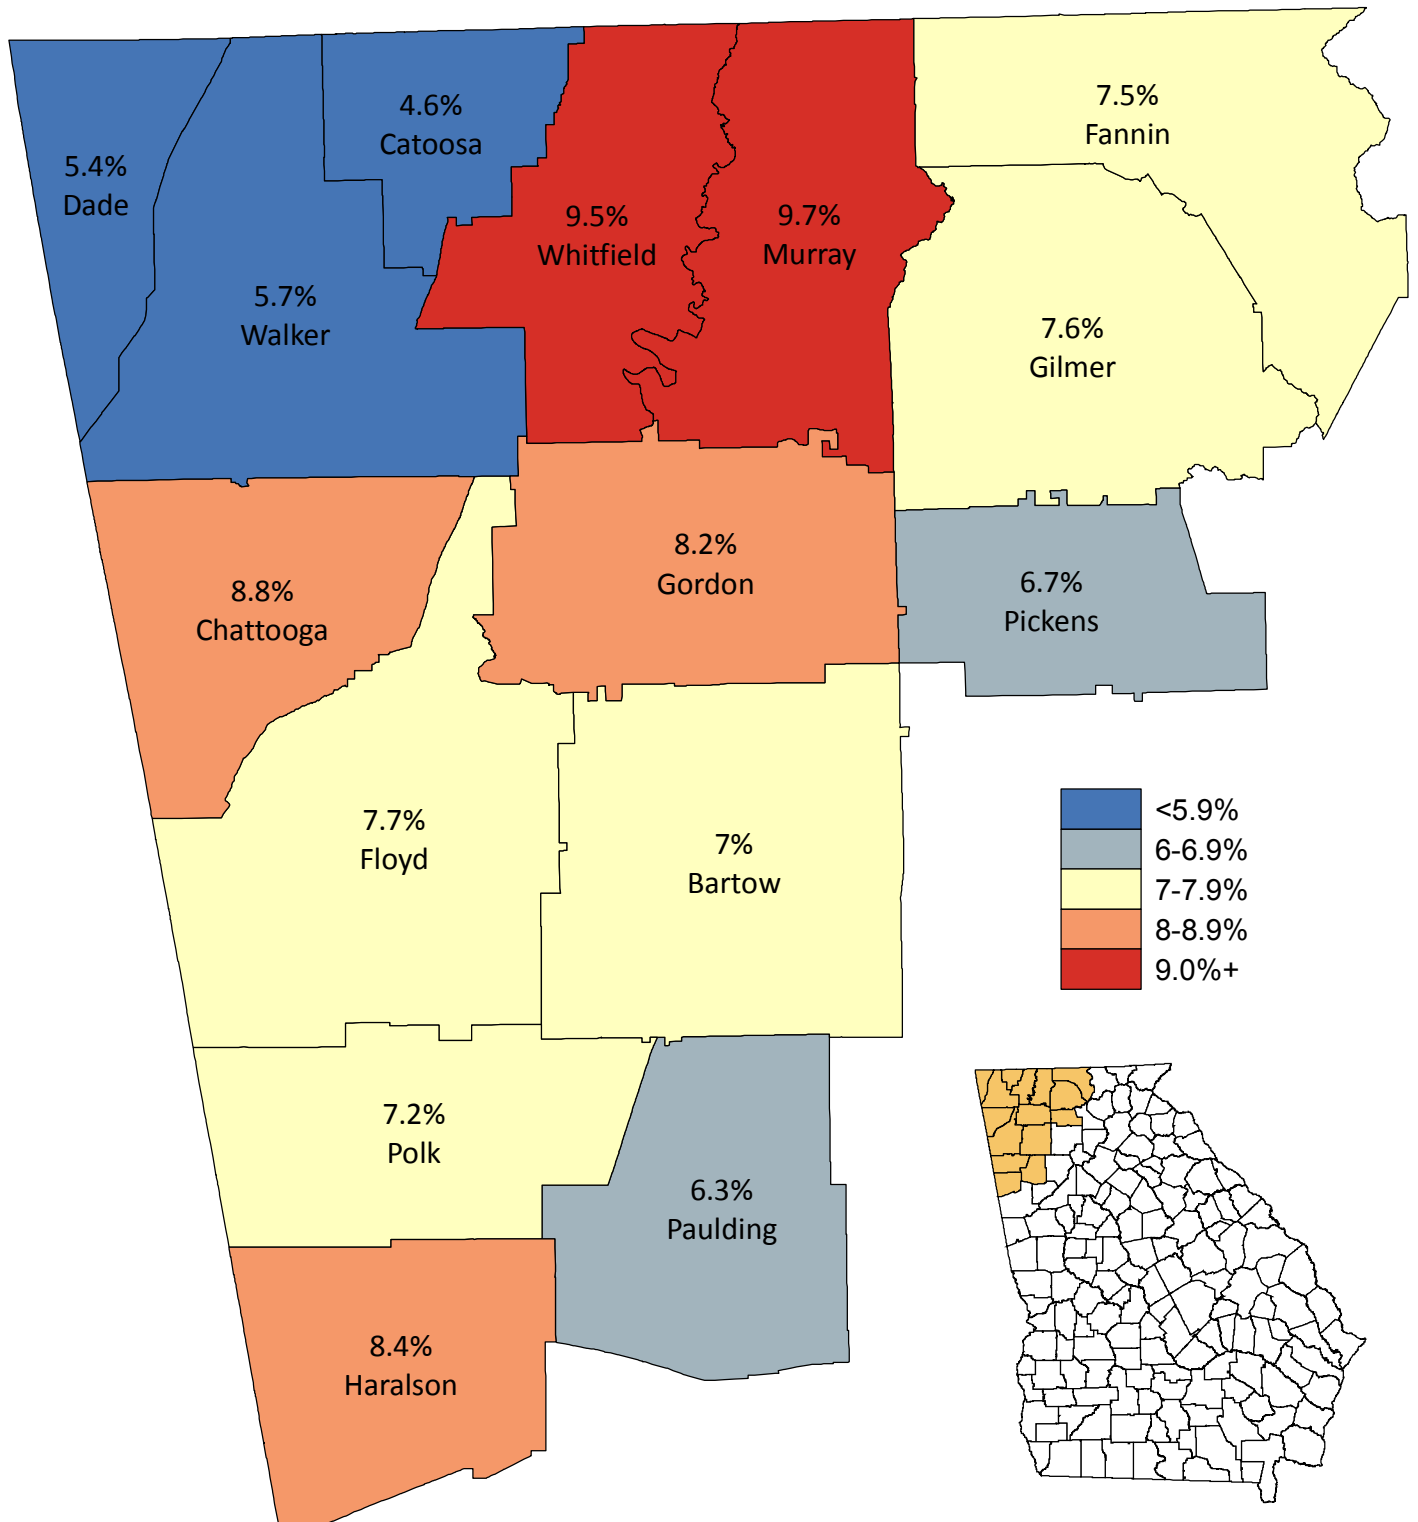 7.5%
Fannin
4.6%
Catoosa
5.4%
Dade
9.5%
Whitfield
9.7%
Murray
5.7%
Walker
7.6%
Gilmer
8.2%
Gordon
6.7%
Pickens
8.8%
Chattooga
7.7%
Floyd
7%
Bartow
<5.9%
6-6.9%
7-7.9%
8-8.9%
9.0%+
7.2%
Polk
6.3%
Paulding
8.4%
Haralson